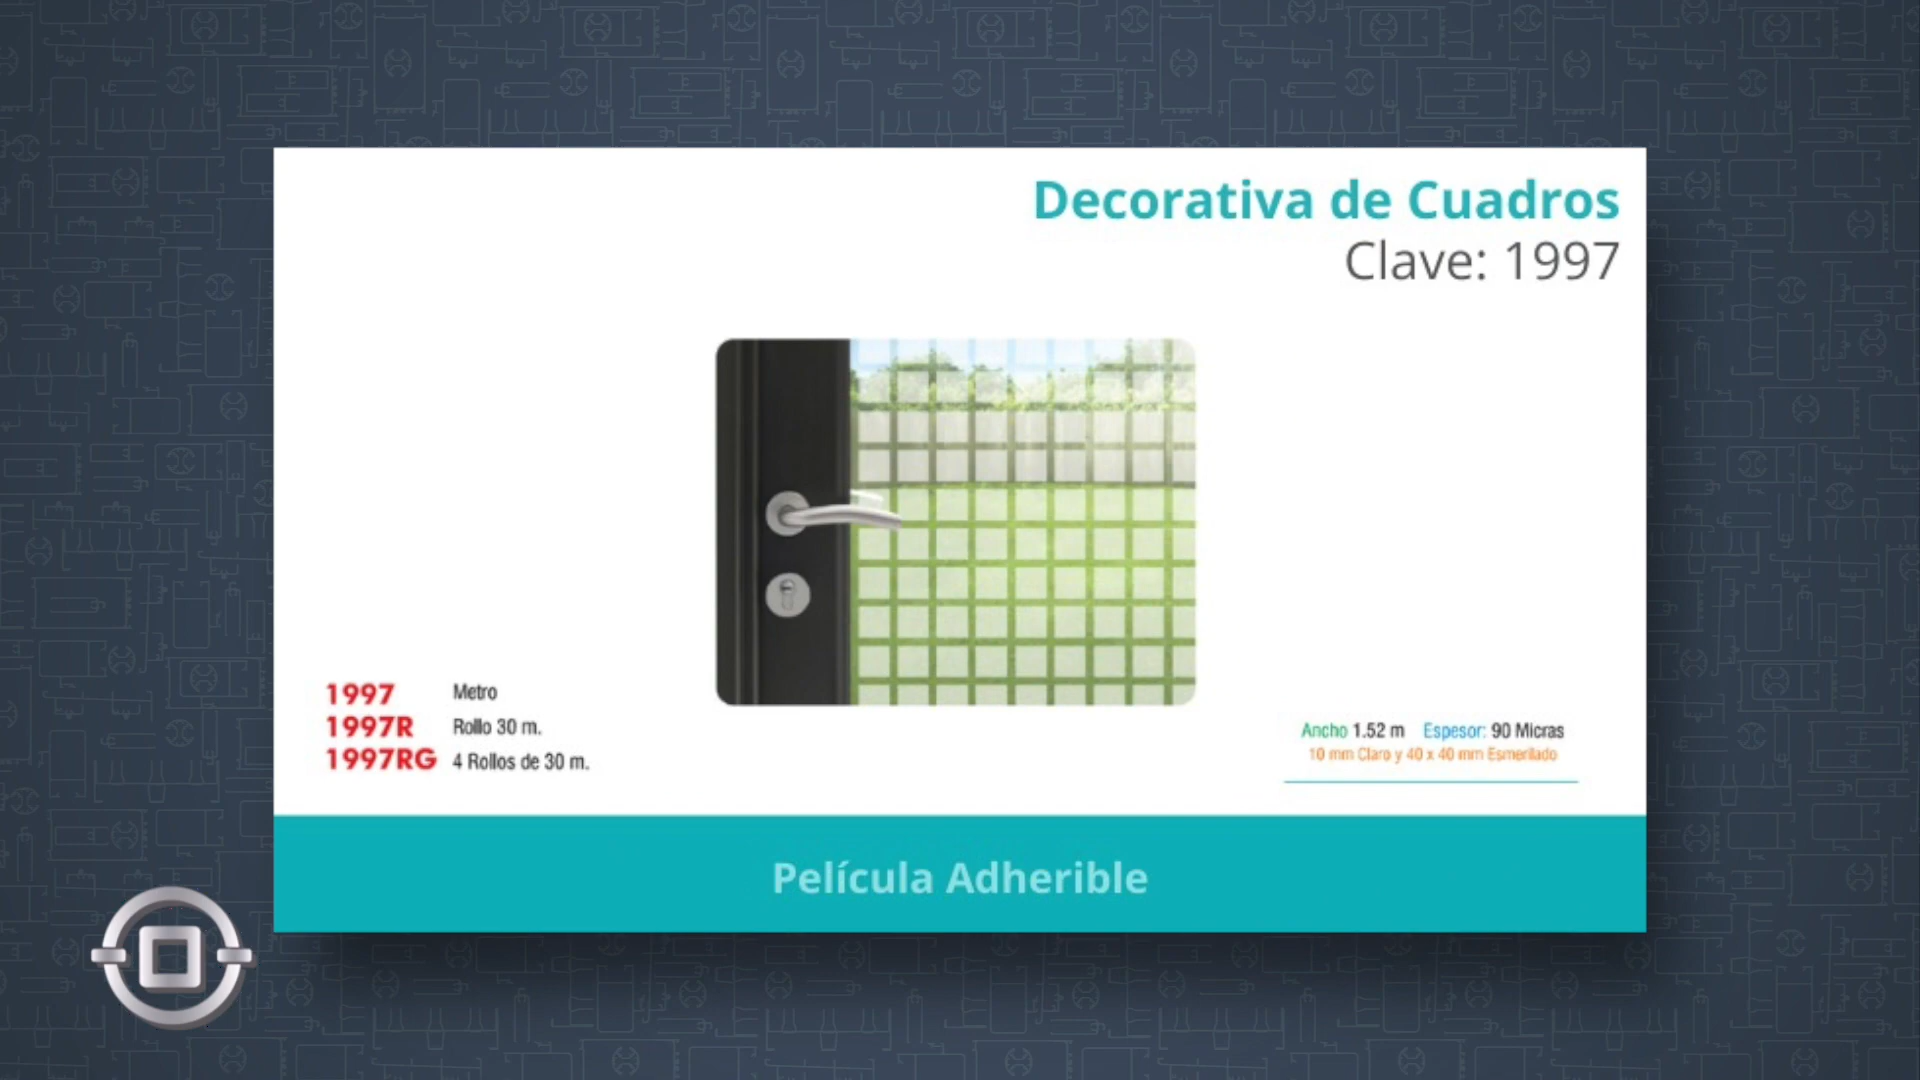 Decorativa de Cuadros
Clave: 1997
1997 Metro
1997R Rollo 30 m.
1997RG 4 Rollos de 30 m.
Ancho 1.52 m Espesor: 90 Micras
10 mm Claro y 40 x 40 mm Esmerilado
Película Adherible